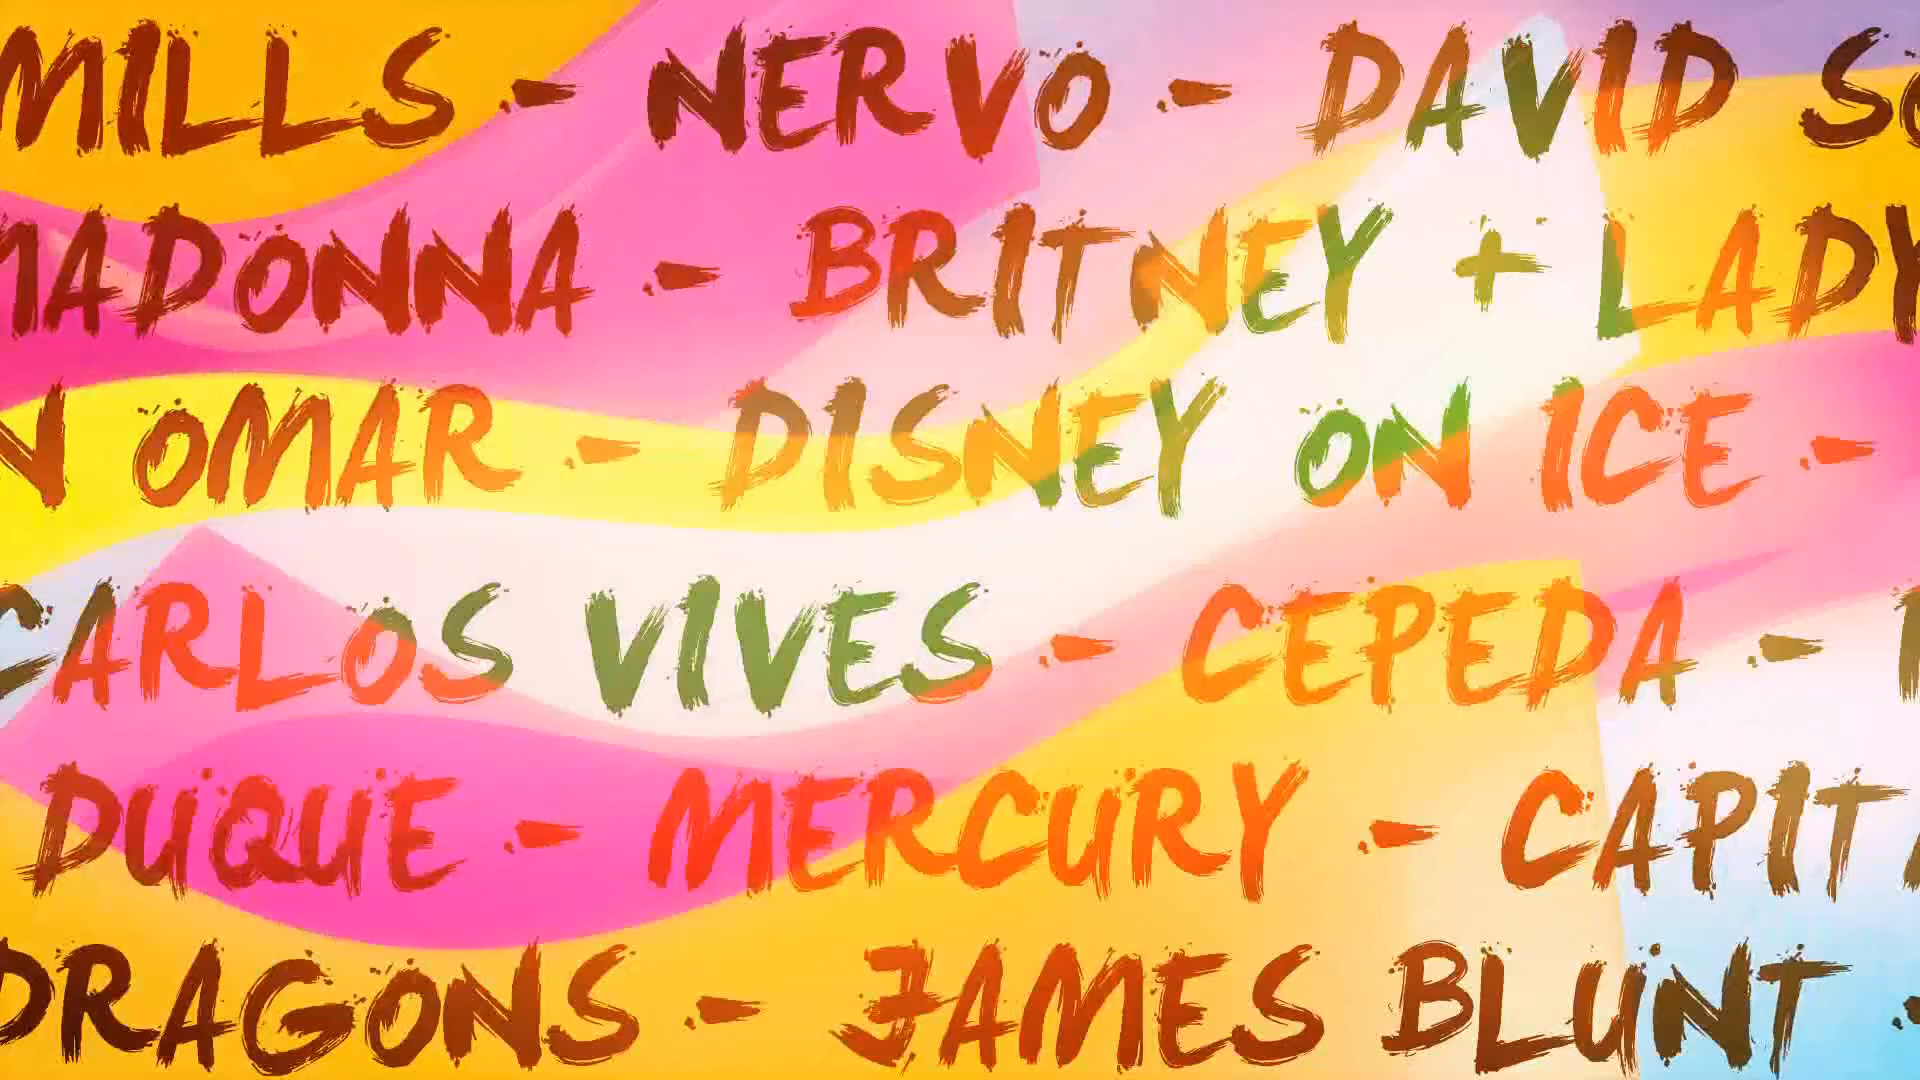 MILLS - NERVO - DAVID
MADONNA - BRITNEY + LADY
OMAR - DISNEY ON ICE -
CARLOS VIVES - CEPEDA -
DUQUE - MERCURY - CAPIT
DRAGONS - JAMES BLUNT -